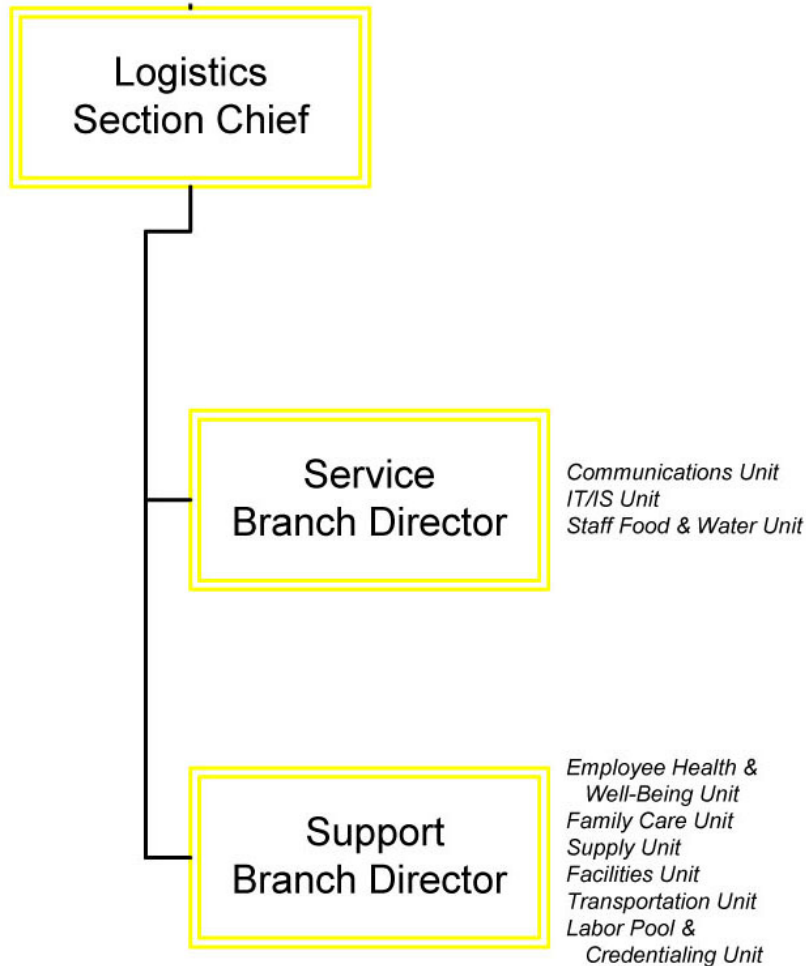 Logistics
Section Chief
Service
Branch Director
Communications Unit
IT/IS Unit
Staff Food & Water Unit
Support
Branch Director
Employee Health &
Well-Being Unit
Family Care Unit
Supply Unit
Facilities Unit
Transportation Unit
Labor Pool &
Credentialing Unit